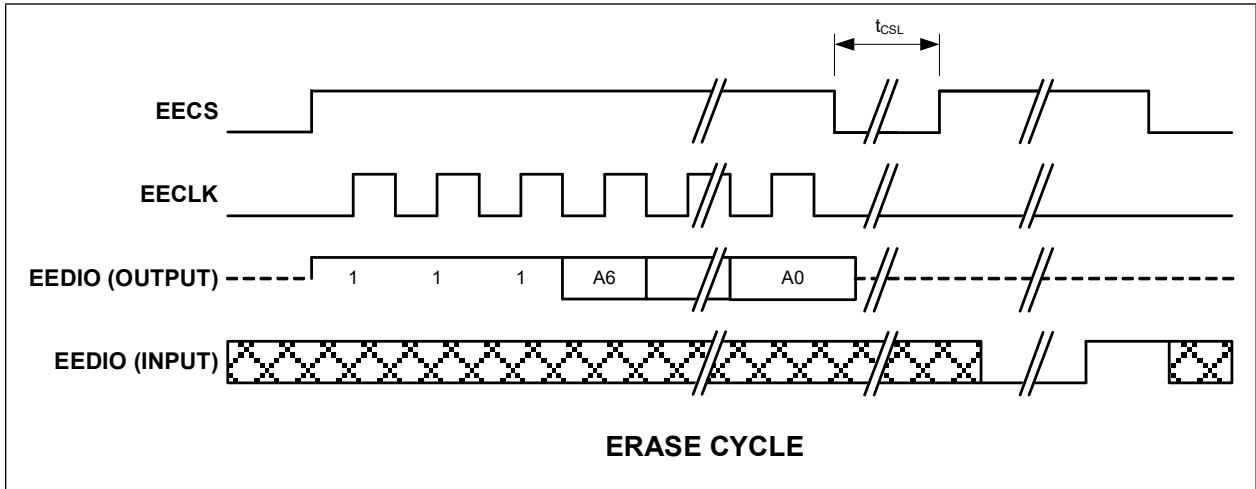 tCSL
EECS
EECLK
EEDIO (OUTPUT)
1 1 1 A6 A0
EEDIO (INPUT)
ERASE CYCLE